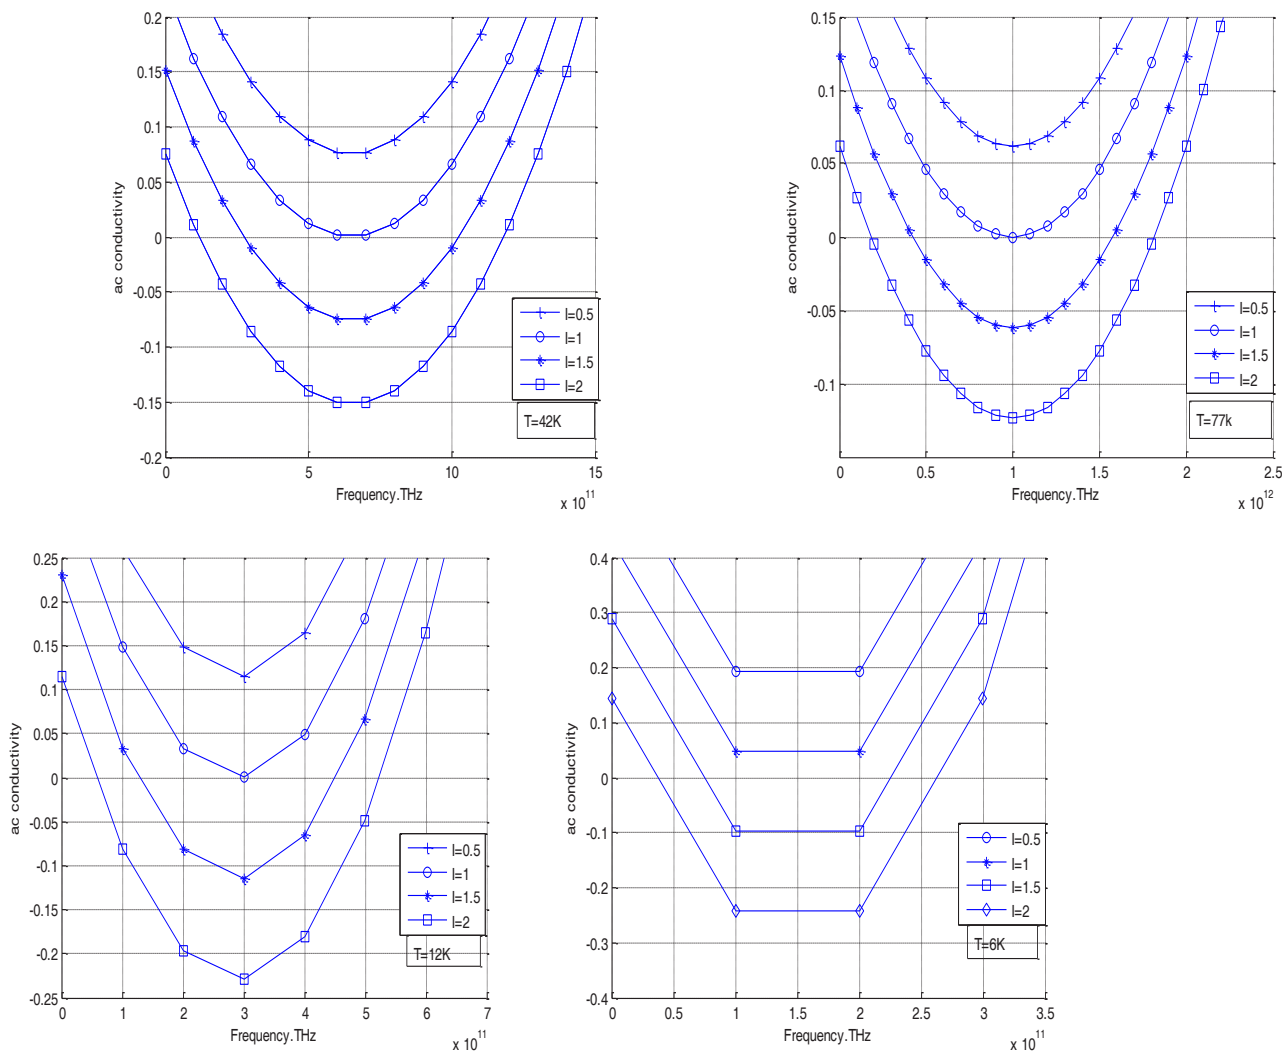 0.2
0.15
0.1
0.05
0
-0.05
-0.1
-0.15
-0.2
ac conductivity
0 5 10 15
Frequency.THz
x 10^11
I=0.5
I=1
I=1.5
I=2
T=42K
0.15
0.1
0.05
0
-0.05
-0.1
ac conductivity
0 0.5 1 1.5 2 2.5
Frequency.THz
x 10^12
I=0.5
I=1
I=1.5
I=2
T=77k
0.25
0.2
0.15
0.1
0.05
0
-0.05
-0.1
-0.15
-0.2
-0.25
ac conductivity
0 1 2 3 4 5 6 7
Frequency.THz
x 10^11
I=0.5
I=1
I=1.5
I=2
T=12K
0.4
0.3
0.2
0.1
0
-0.1
-0.2
-0.3
-0.4
ac conductivity
0 0.5 1 1.5 2 2.5 3 3.5
Frequency.THz
x 10^11
I=0.5
I=1
I=1.5
I=2
T=6K